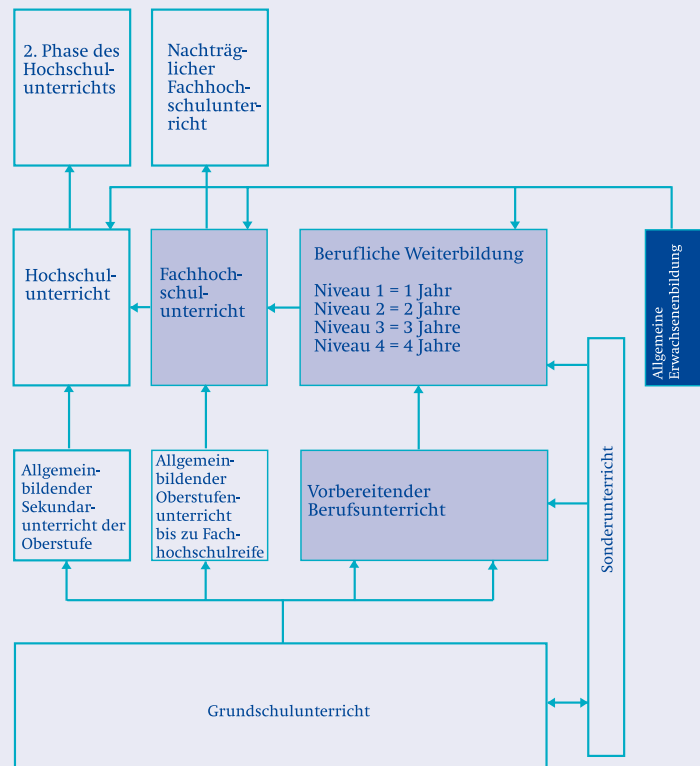 2. Phase des
Hochschul-
unterrichts
Nachträg-
licher
Fachhoch-
schulunter-
richt
Hochschul-
unterricht
Fachhoch-
schul-
unterricht
Berufliche Weiterbildung
Niveau 1 = 1 Jahr
Niveau 2 = 2 Jahre
Niveau 3 = 3 Jahre
Niveau 4 = 4 Jahre
Allgemeine
Erwachsenenbildung
Allgemein-
bildender
Sekundar-
unterricht der
Oberstufe
Allgemein-
bildender
Oberstufen-
unterricht
bis zu Fach-
hochschulreife
Vorbereitender
Berufsunterricht
Sonderunterricht
Grundschulunterricht